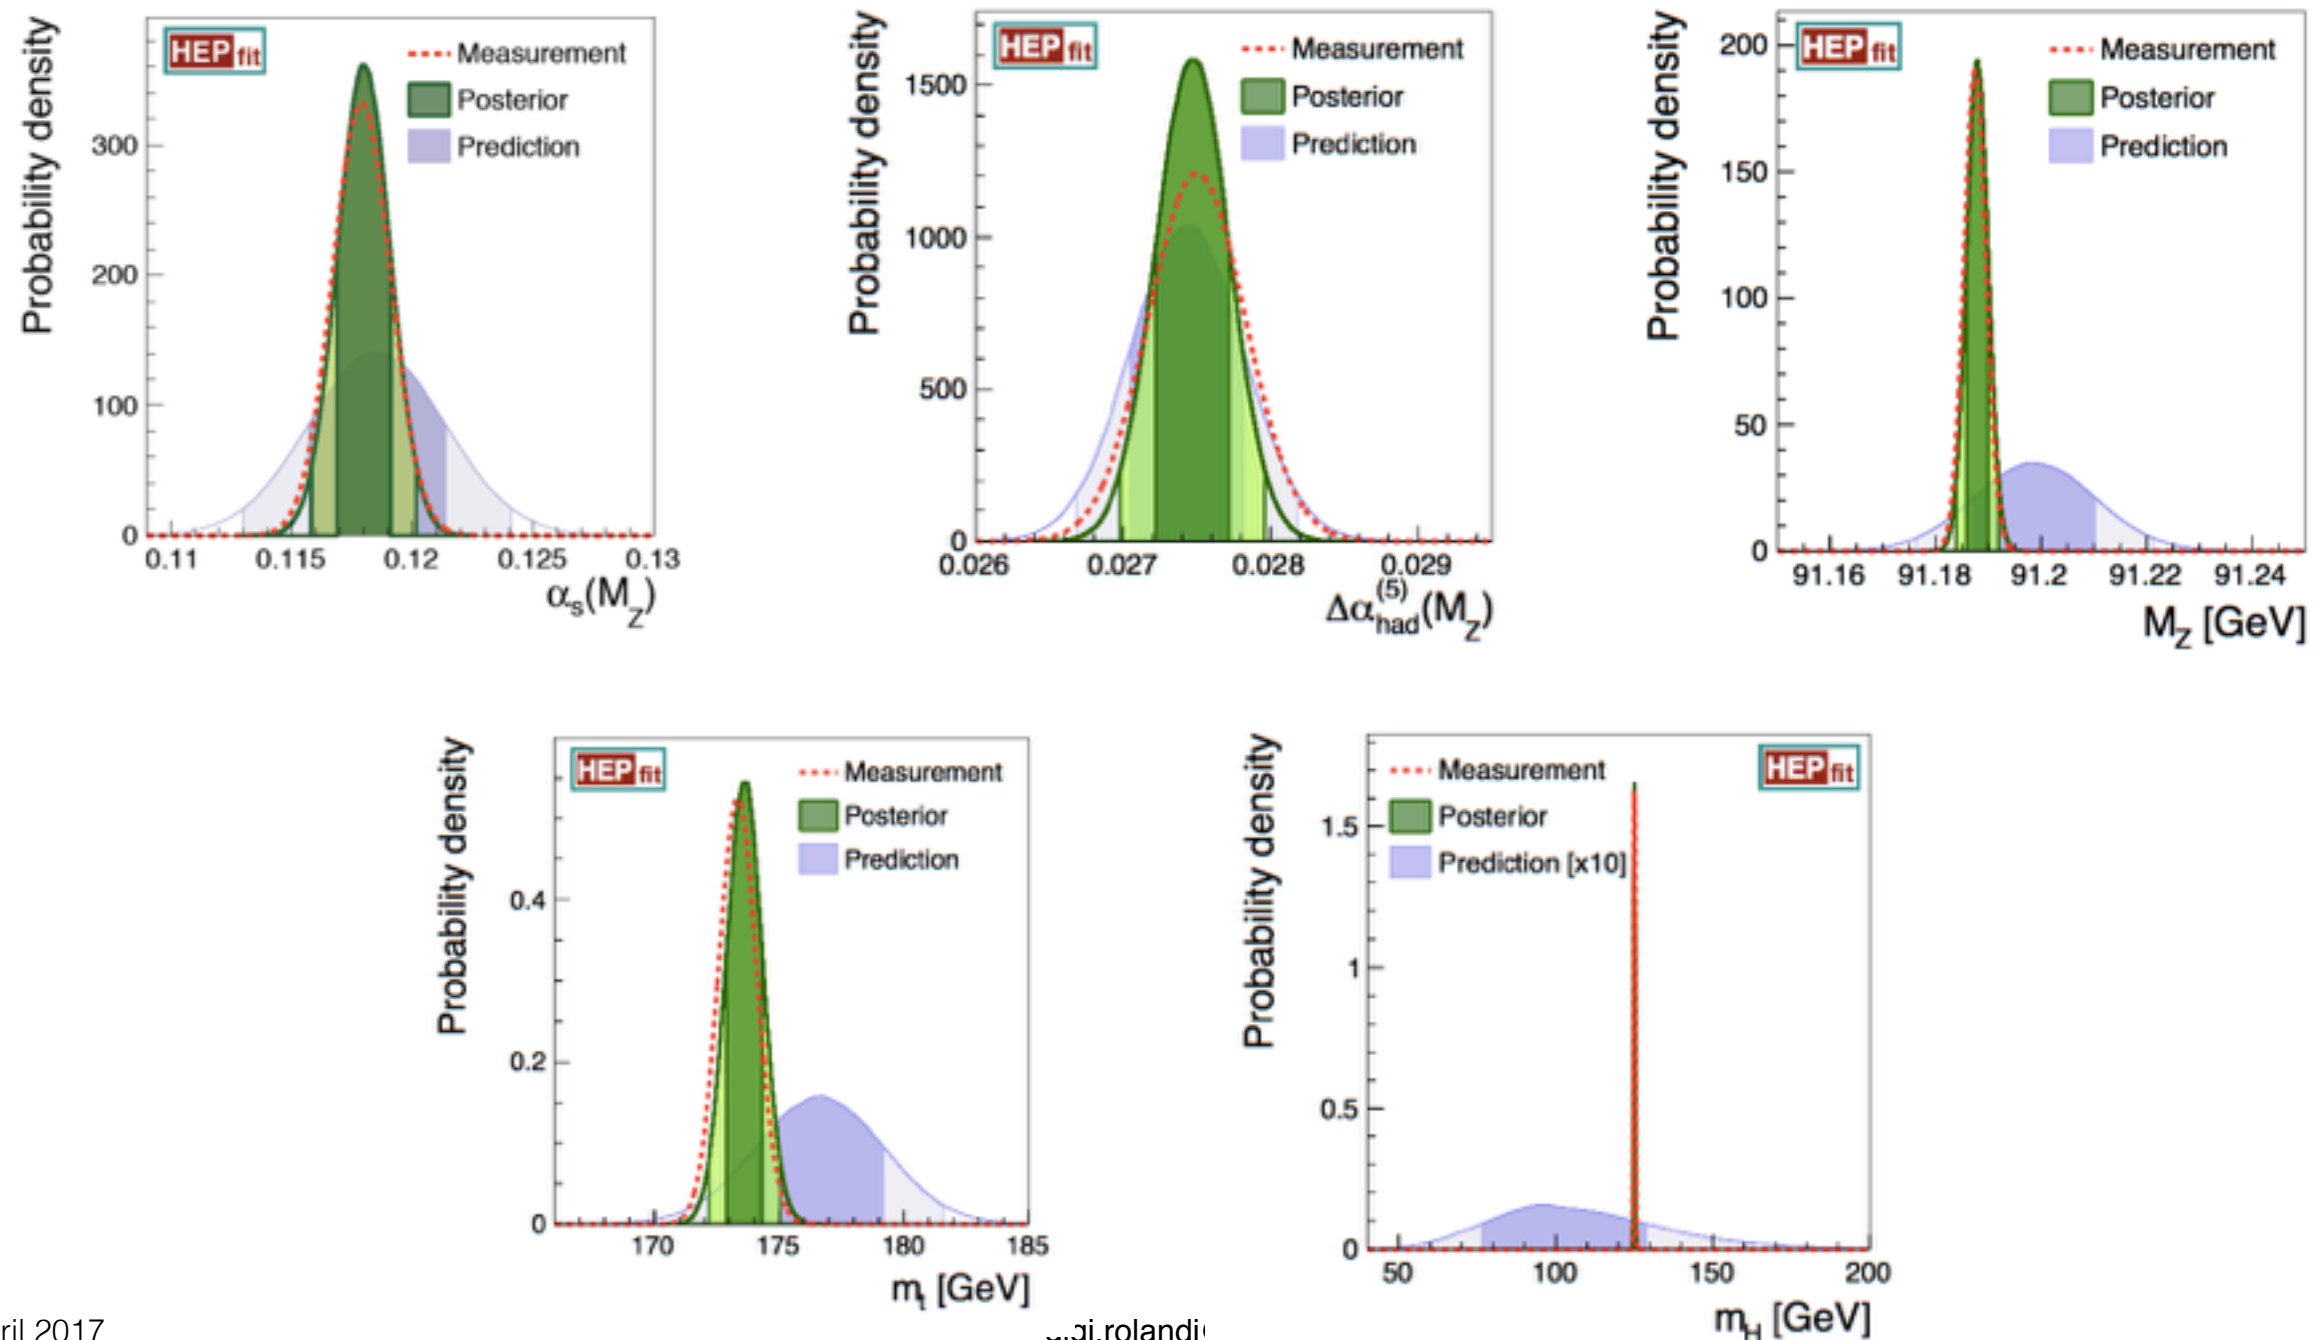 HEP fit
Measurement
Posterior
Prediction
Probability density
300
200
100
0
0.11
0.115
0.12
0.125
0.13
αs(MZ)
HEP fit
Measurement
Posterior
Prediction
Probability density
1500
1000
500
0
0.026
0.027
0.028
0.029
Δα(5)had(MZ)
HEP fit
Measurement
Posterior
Prediction
Probability density
200
150
100
50
0
91.16
91.18
91.2
91.22
91.24
MZ [GeV]
HEP fit
Measurement
Posterior
Prediction
Probability density
0.4
0.2
0
170
175
180
185
mt [GeV]
Measurement
Posterior
Prediction [x10]
HEP fit
Probability density
1.5
1
0.5
0
50
100
150
200
mH [GeV]
ril 2017
gi.rolandi